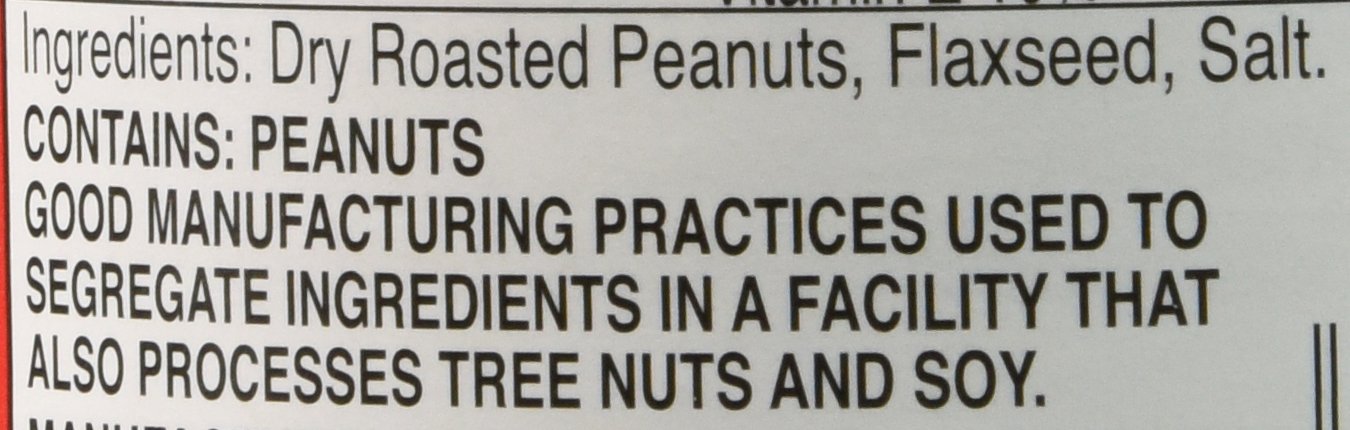 Ingredients: Dry Roasted Peanuts, Flaxseed, Salt.
CONTAINS: PEANUTS
GOOD MANUFACTURING PRACTICES USED TO
SEGREGATE INGREDIENTS IN A FACILITY THAT
ALSO PROCESSES TREE NUTS AND SOY.